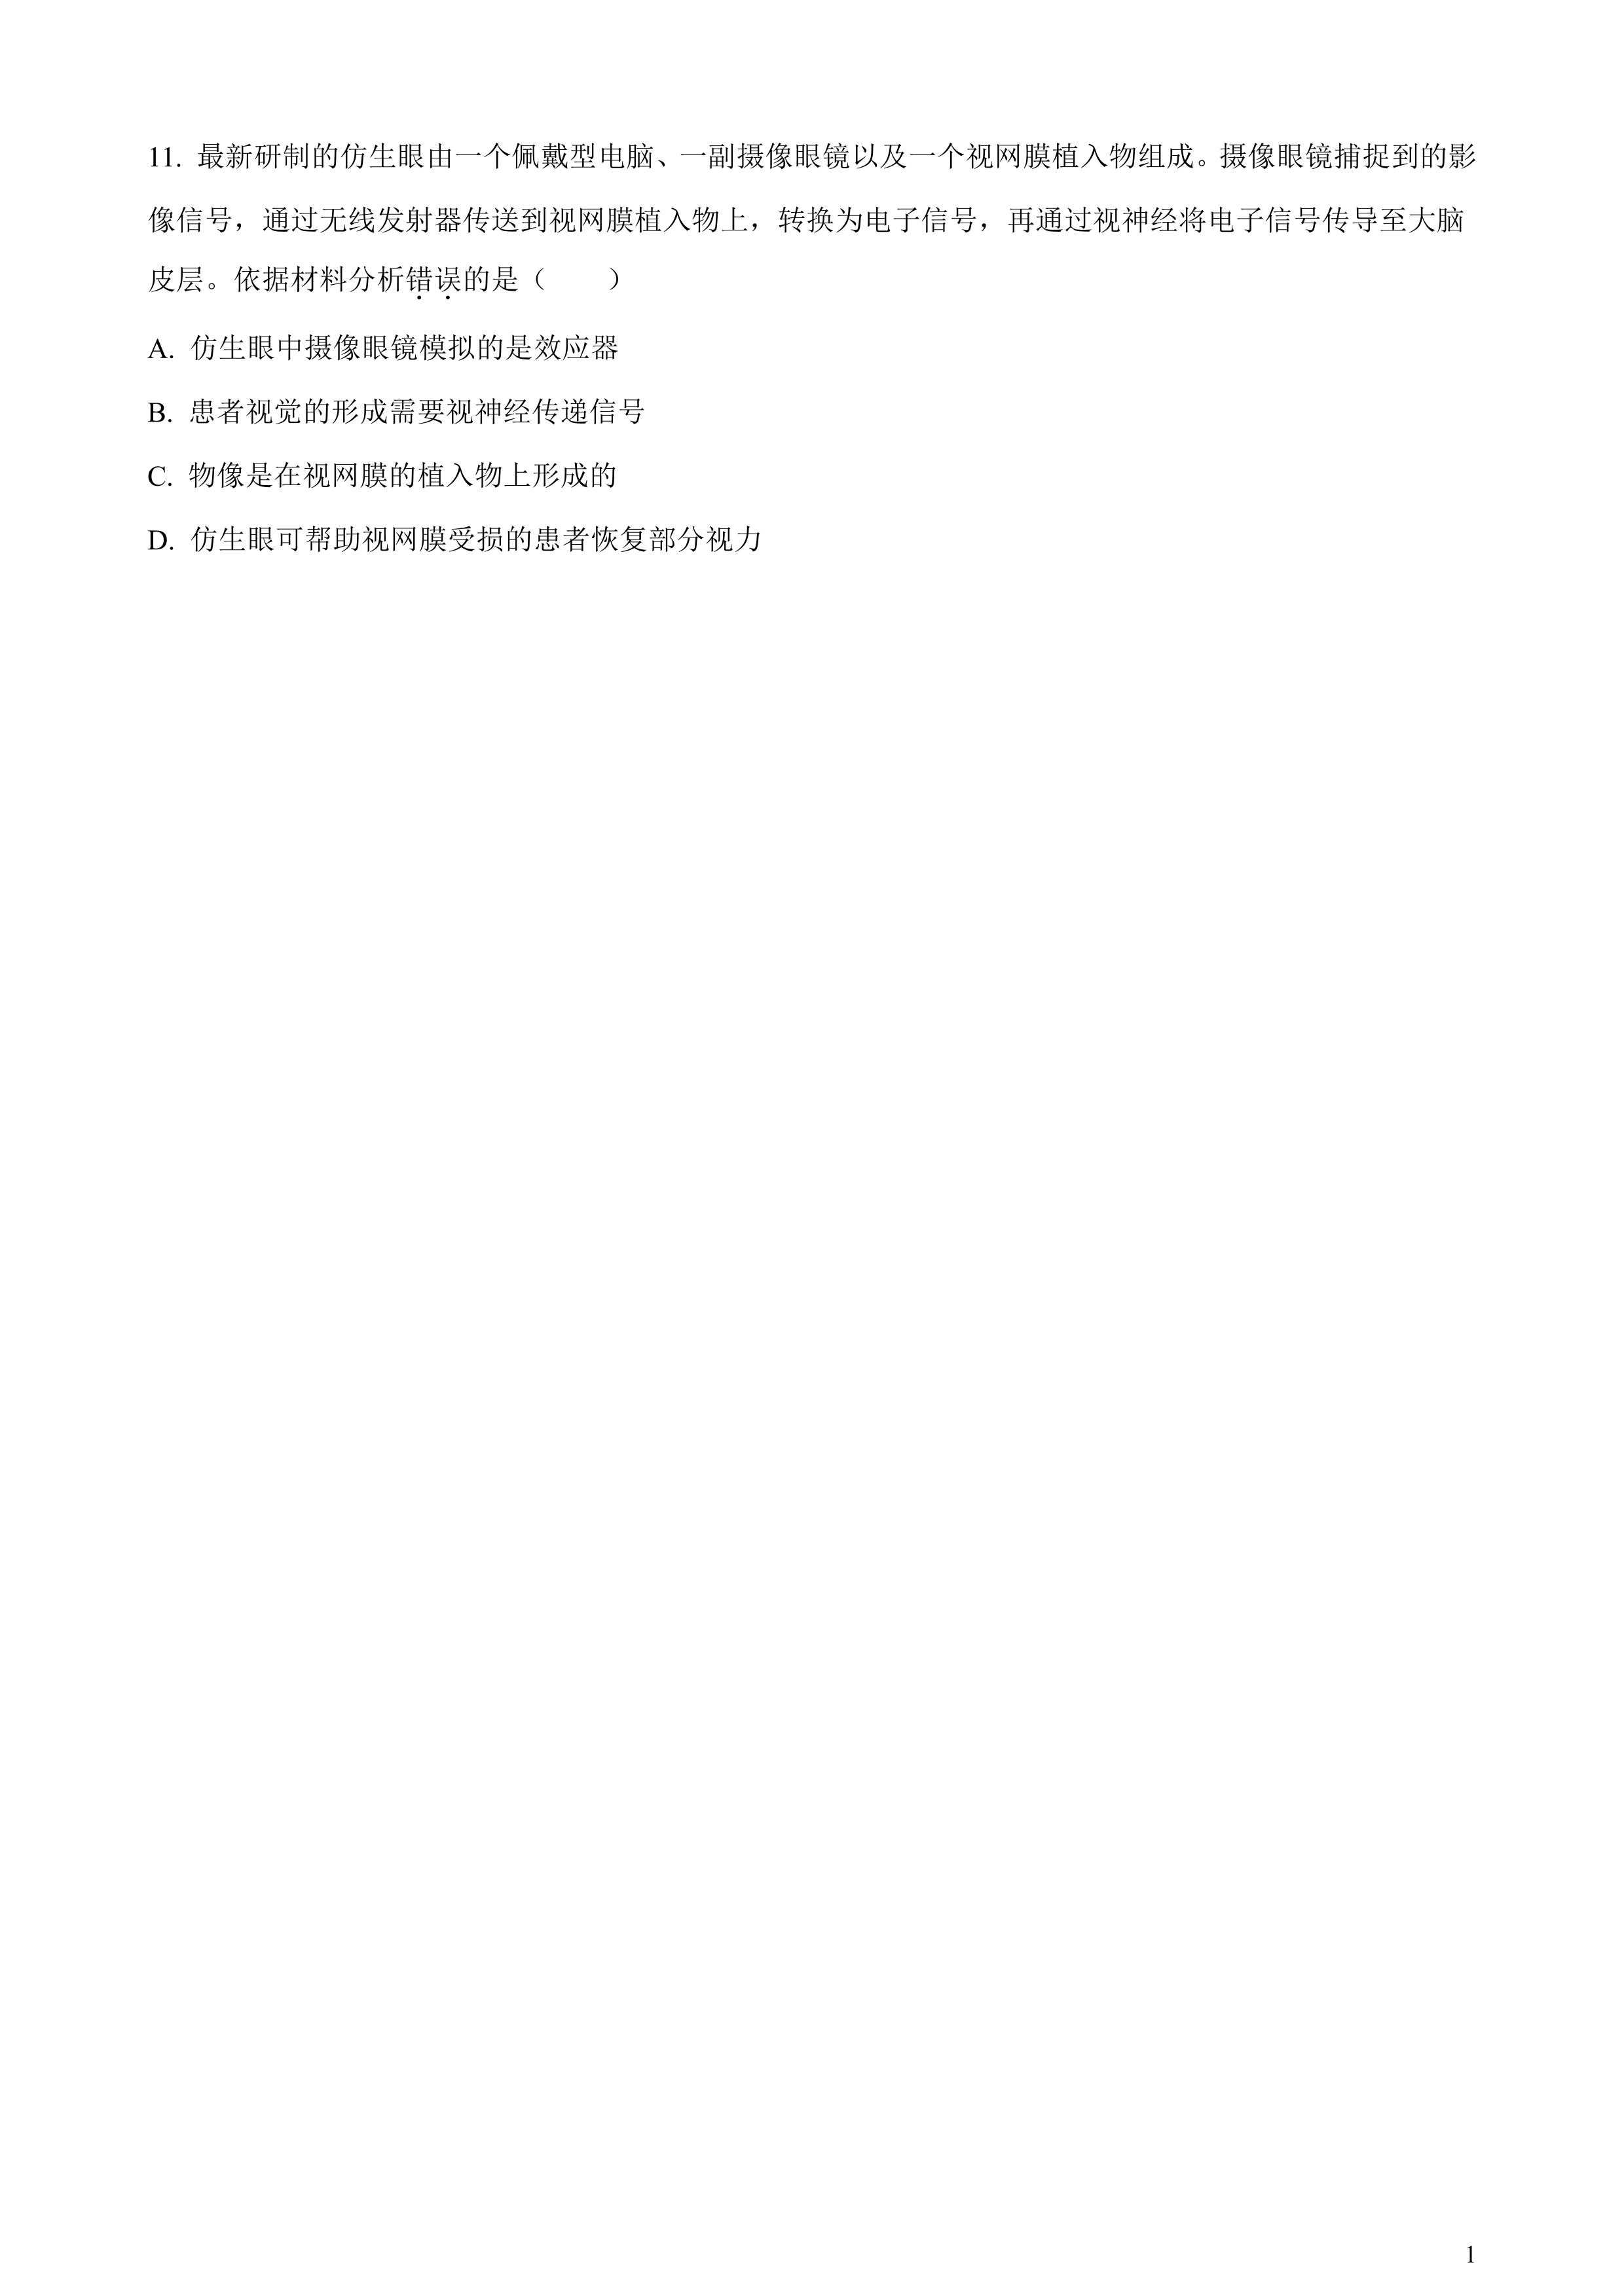 11. 最新研制的仿生眼由一个佩戴型电脑、一副摄像眼镜以及一个视网膜植入物组成。摄像眼镜捕捉到的影
像信号，通过无线发射器传送到视网膜植入物上，转换为电子信号，再通过视神经将电子信号传导至大脑
皮层。依据材料分析错误的是（　　）
A. 仿生眼中摄像眼镜模拟的是效应器
B. 患者视觉的形成需要视神经传递信号
C. 物像是在视网膜的植入物上形成的
D. 仿生眼可帮助视网膜受损的患者恢复部分视力
1